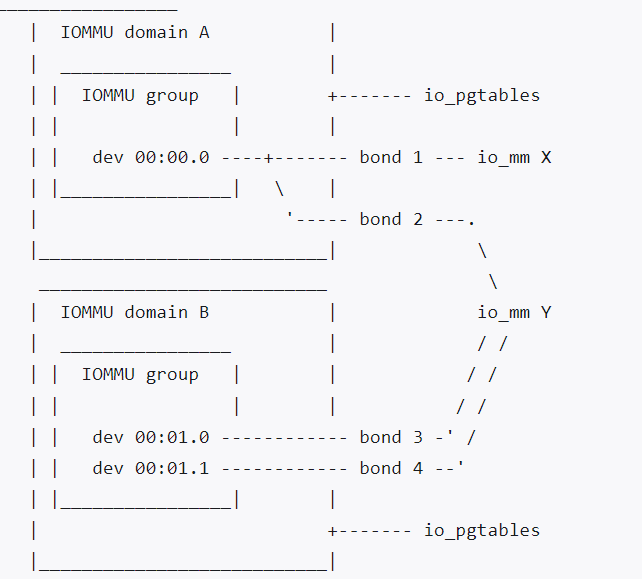 IOMMU domain A
IOMMU group
+------- io_pgtables
dev 00:00.0 ----+------- bond 1 --- io_mm X
'----- bond 2 ---.
IOMMU domain B
io_mm Y
IOMMU group
dev 00:01.0 ------------ bond 3 -' /
dev 00:01.1 ------------ bond 4 --'
+------- io_pgtables